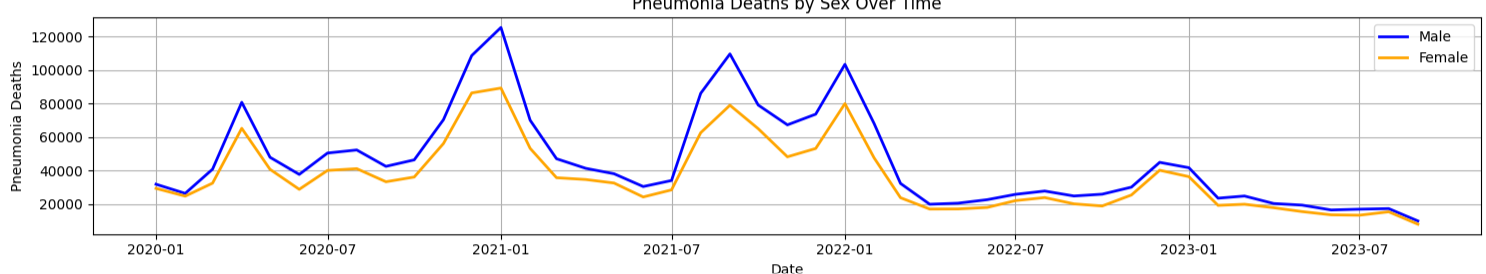 Pneumonia Deaths by Sex Over Time
Pneumonia Deaths
120000
100000
80000
60000
40000
20000
Male
Female
2020-01 2020-07 2021-01 2021-07 2022-01 2022-07 2023-01 2023-07
Date